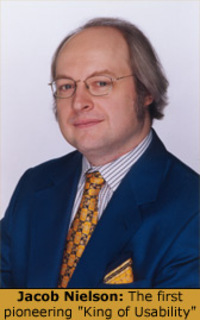 Jacob Nielson: The first
pioneering "King of Usability"